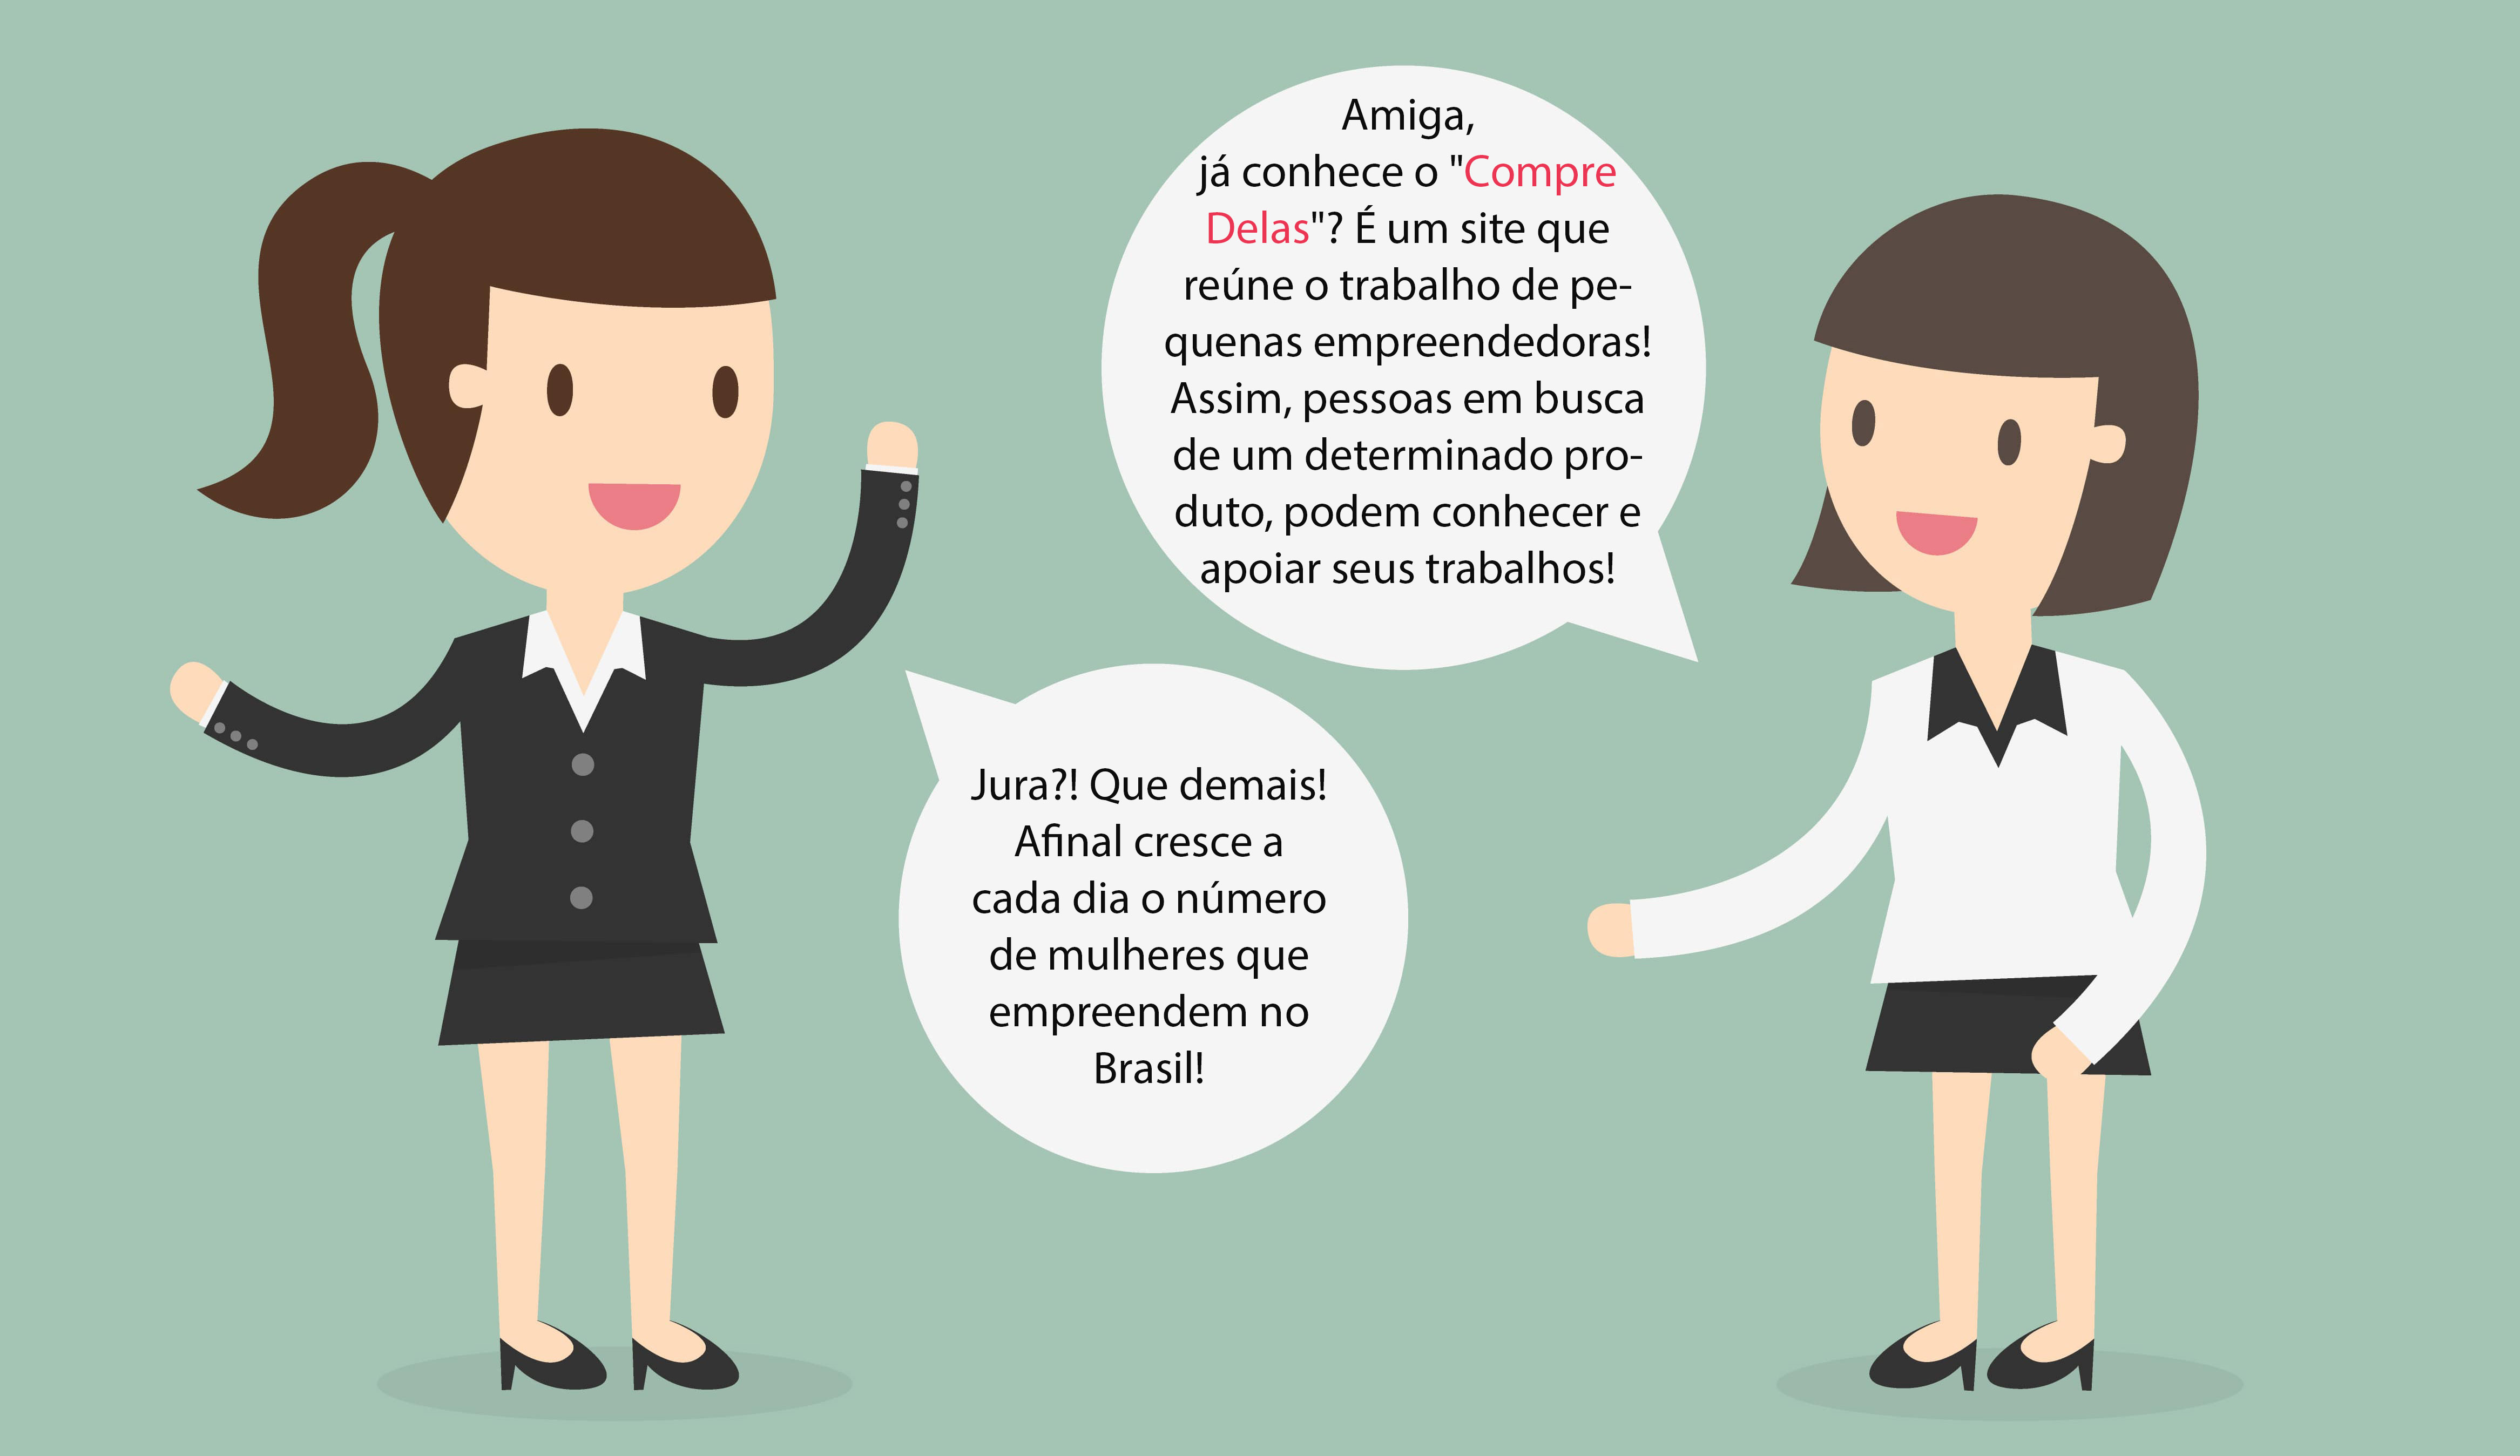 Amiga,
já conhece o "Compre
Delas"? É um site que
reúne o trabalho de pe-
quenas empreendedoras!
Assim, pessoas em busca
de um determinado pro-
duto, podem conhecer e
apoiar seus trabalhos!
Jura?! Que demais!
Afinal cresce a
cada dia o número
de mulheres que
empreendem no
Brasil!